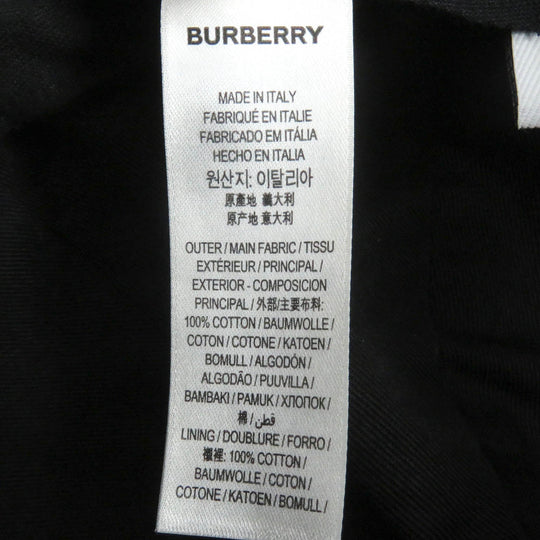 BURBERRY
MADE IN ITALY
FABRIQUÉ EN ITALIE
FABRICADO EM ITÁLIA
HECHO EN ITALIA
원산지: 이탈리아
原產地 義大利
原产地 意大利
OUTER / MAIN FABRIC / TISSU
EXTÉRIEUR / PRINCIPAL /
EXTERIOR - COMPOSICION
PRINCIPAL / 外部/主要布料:
100% COTTON / BAUMWOLLE /
COTON / COTONE / KATOEN /
BOMULL / ALGODÓN /
ALGODÃO / PUUVILLA /
BAMBAKI / PAMUK / ХЛОПОК /
棉 / قطن /
LINING / DOUBLURE / FORRO /
襯裡: 100% COTTON /
BAUMWOLLE / COTON /
COTONE / KATOEN / BOMULL /